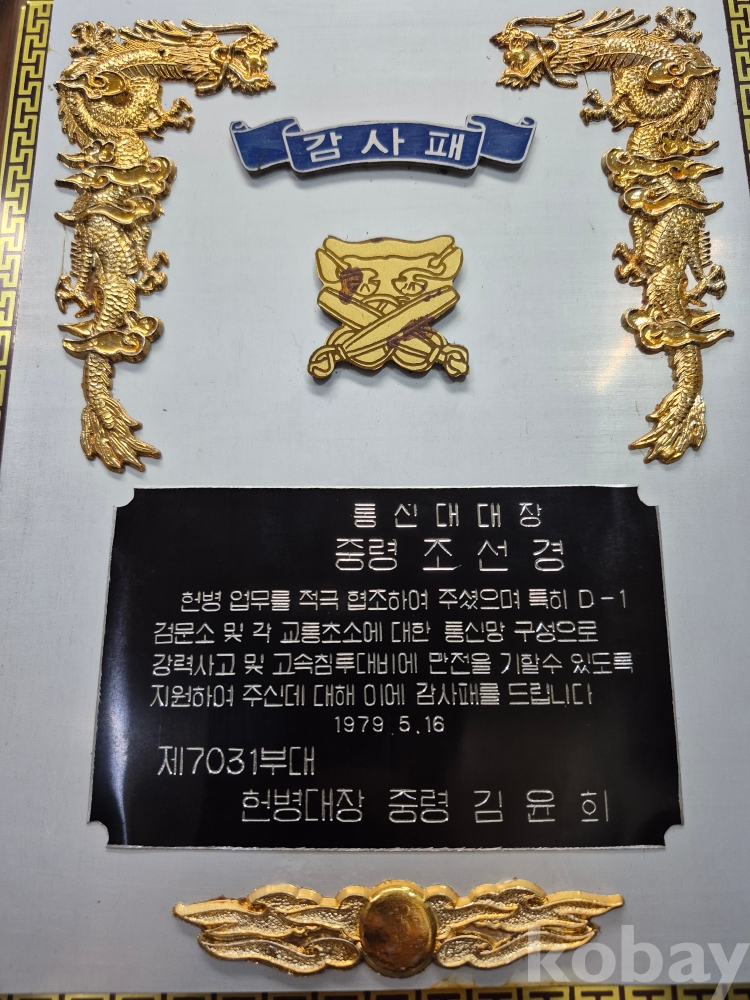 감사패
통신대대장
중령 조선경
헌병 업무를 적극 협조하여 주셨으며 특히 D-1
검문소 및 각 교통초소에 대한 통신망 구성으로
강력사고 및 고속침투대비에 만전을 기할수 있도록
지원하여 주신데 대해 이에 감사패를 드립니다
1979.5.16
제7031부대
헌병대장 중령 김윤희
kobay